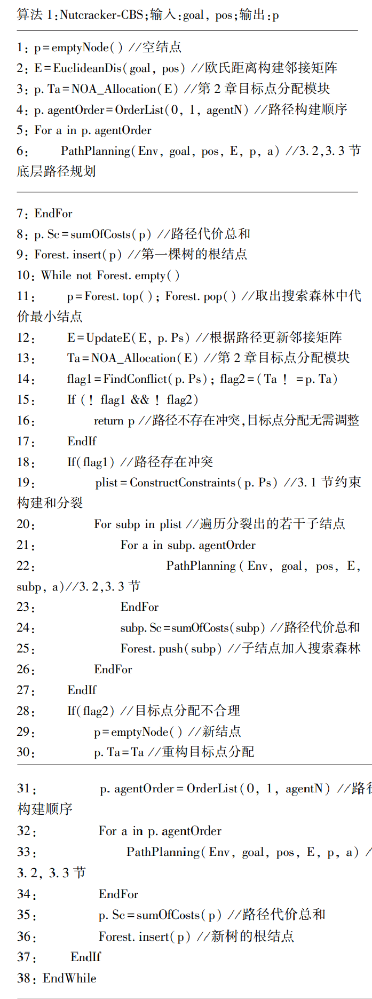 算法 1:Nutcracker-CBS;输入:goal, pos;输出:p
1: p=emptyNode() //空结点
2: E=EuclideanDis(goal, pos) //欧氏距离构建邻接矩阵
3: p. Ta=NOA_Allocation(E) //第 2 章目标点分配模块
4: p. agentOrder=OrderList(0, 1, agentN) //路径构建顺序
5: For a in p. agentOrder
6: PathPlanning(Env, goal, pos, E, p, a) //3.2,3.3 节
底层路径规划
7: EndFor
8: p. Sc=sumOfCosts(p) //路径代价总和
9: Forest. insert(p) //第一棵树的根结点
10: While not Forest. empty()
11: p=Forest. top(); Forest. pop() //取出搜索森林中代
价最小结点
12: E=UpdateE(E, p. Ps) //根据路径更新邻接矩阵
13: Ta=NOA_Allocation(E) //第 2 章目标点分配模块
14: flag1=FindConflict(p. Ps); flag2=(Ta ! =p. Ta)
15: If (! flag1 && ! flag2)
16: return p //路径不存在冲突,目标点分配无需调整
17: EndIf
18: If(flag1) //路径存在冲突
19: plist=ConstructConstraints(p. Ps) //3.1 节约束
构建和分裂
20: For subp in plist //遍历分裂出的若干子结点
21: For a in subp. agentOrder
22: PathPlanning ( Env, goal, pos, E,
subp, a)//3.2,3.3 节
23: EndFor
24: subp. Sc=sumOfCosts(subp) //路径代价总和
25: Forest. push(subp) //子结点加入搜索森林
26: EndFor
27: EndIf
28: If(flag2) //目标点分配不合理
29: p=emptyNode() //新结点
30: p. Ta=Ta //重构目标点分配
31: p. agentOrder=OrderList(0, 1, agentN) //路径
构建顺序
32: For a in p. agentOrder
33: PathPlanning(Env, goal, pos, E, p, a) /
3.2, 3.3 节
34: EndFor
35: p. Sc=sumOfCosts(p) //路径代价总和
36: Forest. insert(p) //新树的根结点
37: EndIf
38: EndWhile